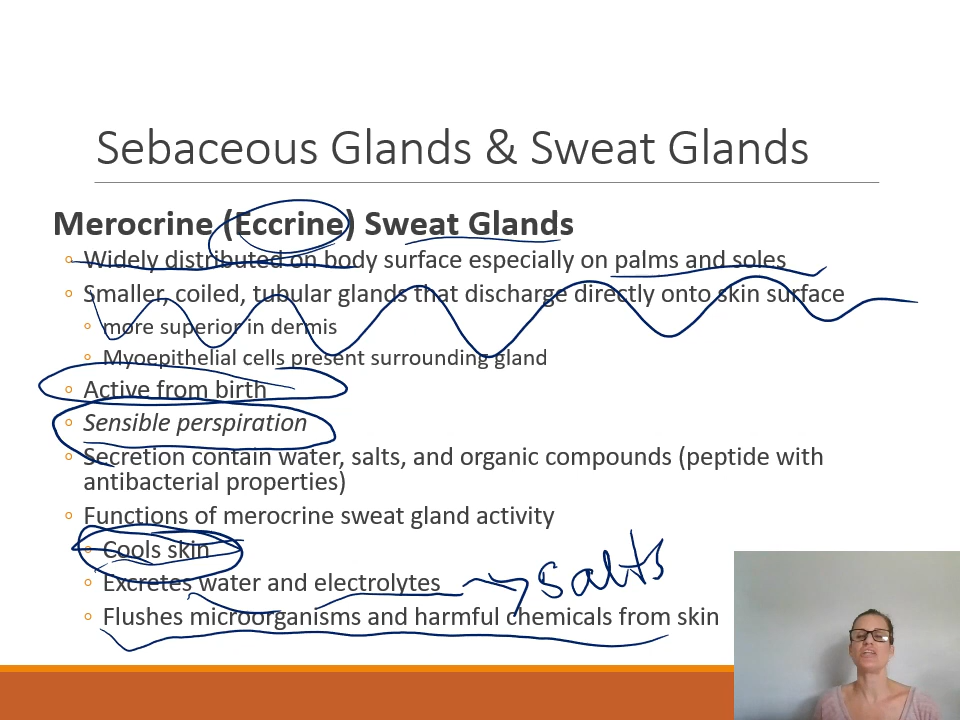 Sebaceous Glands & Sweat Glands
Merocrine (Eccrine) Sweat Glands
Widely distributed on body surface especially on palms and soles
Smaller, coiled, tubular glands that discharge directly onto skin surface
more superior in dermis
Myoepithelial cells present surrounding gland
Active from birth
Sensible perspiration
Secretion contain water, salts, and organic compounds (peptide with
antibacterial properties)
Functions of merocrine sweat gland activity
Cools skin
Excretes water and electrolytes
salts
Flushes microorganisms and harmful chemicals from skin